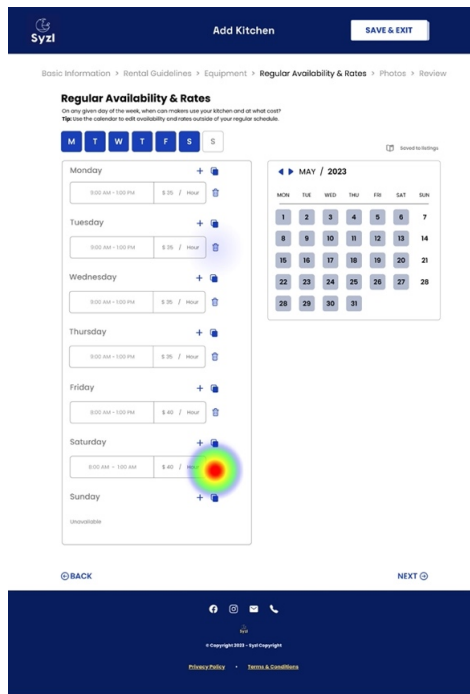 Syzl
Add Kitchen
SAVE & EXIT
Basic Information > Rental Guidelines > Equipment > Regular Availability & Rates > Photos > Review
Regular Availability & Rates
On any given day of the week, when can makers use your kitchen and at what cost?
Tip: Use the calendar to edit availability and rates outside of your regular schedule.
M T W T F S S
Saved to listings
Monday
9:00 AM - 1:00 PM $ 35 / Hour
Tuesday
9:00 AM - 1:00 PM $ 35 / Hour
Wednesday
9:00 AM - 1:00 PM $ 35 / Hour
Thursday
9:00 AM - 1:00 PM $ 35 / Hour
Friday
9:00 AM - 1:00 PM $ 40 / Hour
Saturday
9:00 AM - 1:00 AM $ 40 /
Sunday
Unavailable
MAY / 2023
MON TUE WED THU FRI SAT SUN
1 2 3 4 5 6 7
8 9 10 11 12 13 14
15 16 17 18 19 20 21
22 23 24 25 26 27 28
28 29 30 31
BACK
NEXT
Syzl
© Copyright 2023 - Syzl Copyright
Privacy Policy • Terms & Conditions